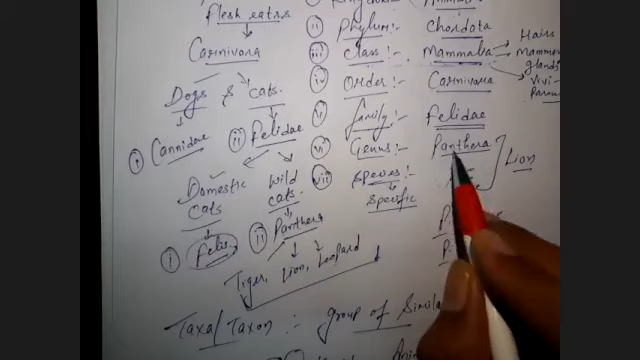 flesh eaters
Carnivora
Dogs & cats.
(i) Cannidae (ii) Felidae
Domestic cats Wild cats
(i) Felis (ii) Panthera
Tiger, Lion, Leopard
Taxa/Taxon :- group of Simila
(ii) Phylum :- Chordata
(iii) Class :- Mammalia
Hairs
Mammary glands
Vivi-
(iv) Order :- Carnivora
(v) family :- Felidae
(vi) Genus :- Panthera
Lion
(vii) Species :-
Specific